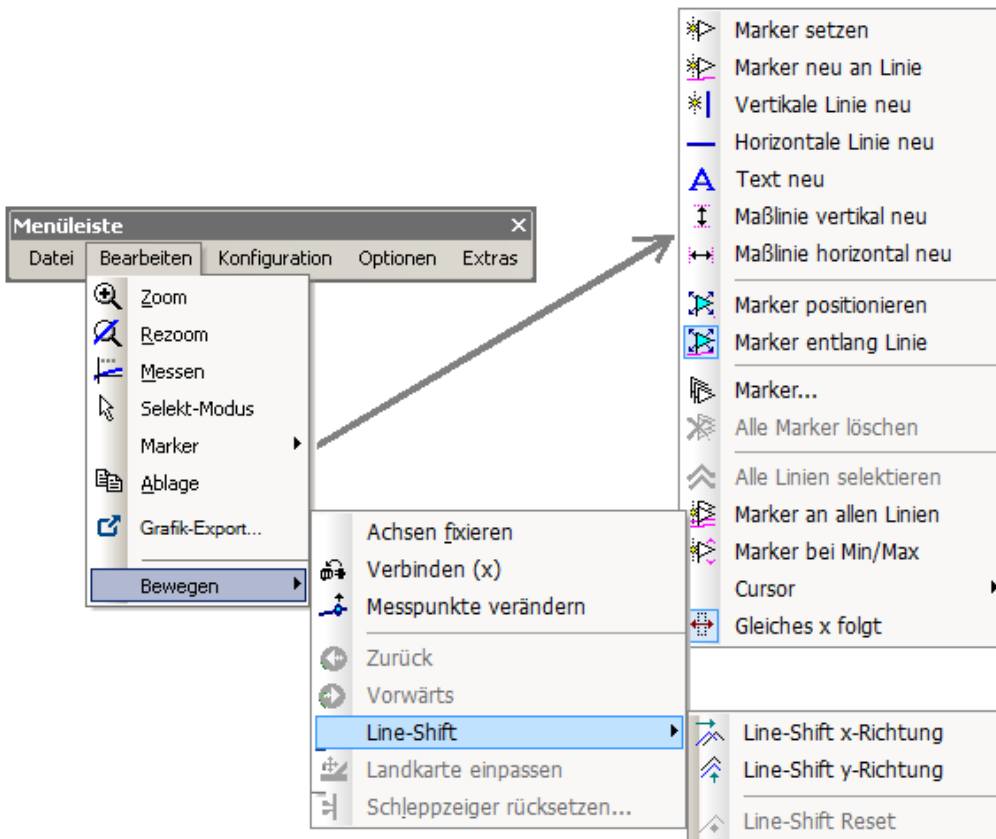 Menüleiste
Datei Bearbeiten Konfiguration Optionen Extras
Zoom
Rezoom
Messen
Selekt-Modus
Marker
Ablage
Grafik-Export...
Bewegen
Marker setzen
Marker neu an Linie
Vertikale Linie neu
Horizontale Linie neu
Text neu
Maßlinie vertikal neu
Maßlinie horizontal neu
Marker positionieren
Marker entlang Linie
Marker...
Alle Marker löschen
Alle Linien selektieren
Marker an allen Linien
Marker bei Min/Max
Cursor
Gleiches x folgt
Achsen fixieren
Verbinden (x)
Messpunkte verändern
Zurück
Vorwärts
Line-Shift
Landkarte einpassen
Schleppzeiger rücksetzen...
Line-Shift x-Richtung
Line-Shift y-Richtung
Line-Shift Reset